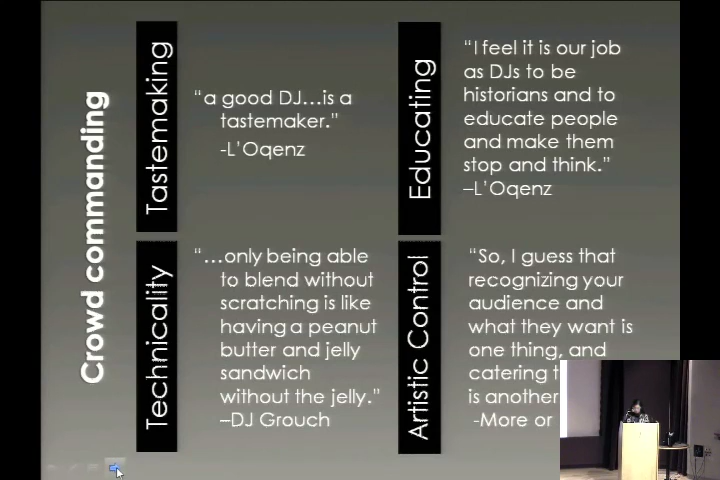 Crowd commanding
Tastemaking
“a good DJ…is a
tastemaker.”
-L’Oqenz
Educating
“I feel it is our job
as DJs to be
historians and to
educate people
and make them
stop and think.”
–L’Oqenz
Technicality
“…only being able
to blend without
scratching is like
having a peanut
butter and jelly
sandwich
without the jelly.”
–DJ Grouch
Artistic Control
“So, I guess that
recognizing your
audience and
what they want is
one thing, and
catering
is another
-More or